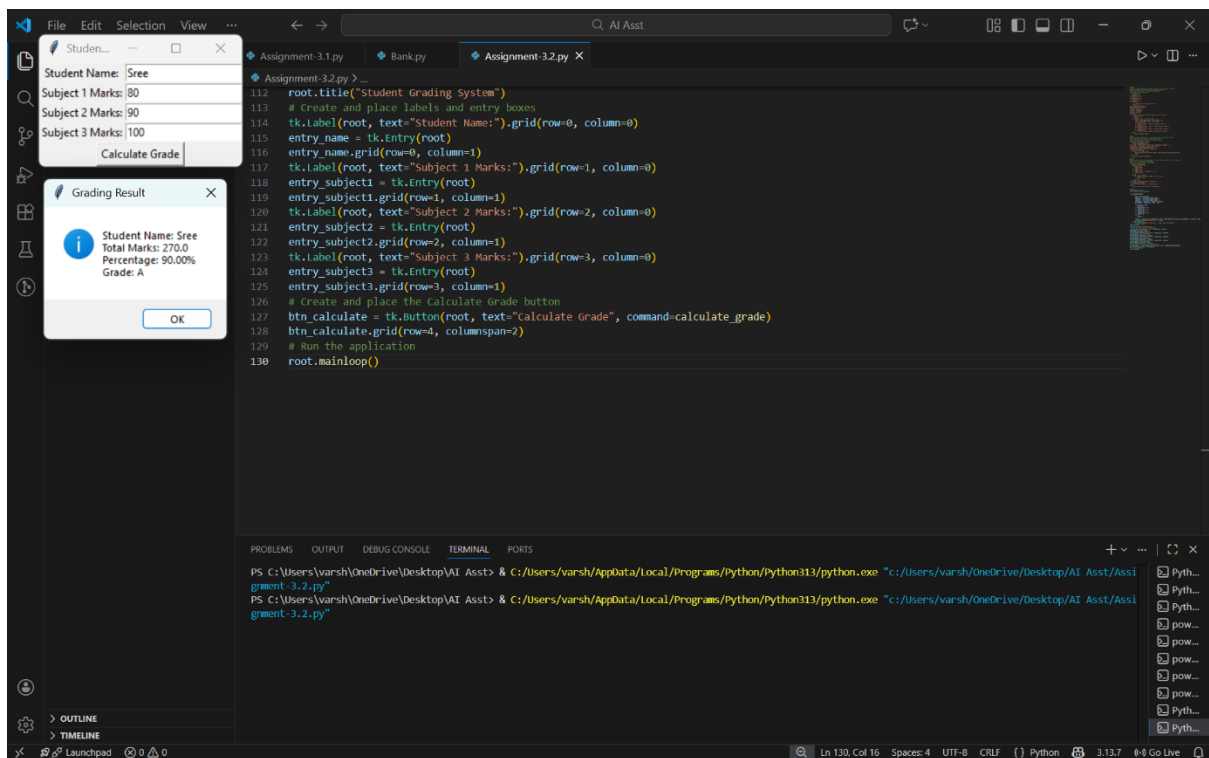 File Edit Selection View ...
AI Asst
Studen...
Student Name: Sree
Subject 1 Marks: 80
Subject 2 Marks: 90
Subject 3 Marks: 100
Calculate Grade
Grading Result
Student Name: Sree
Total Marks: 270.0
Percentage: 90.00%
Grade: A
OK
Assignment-3.1.py Bank.py Assignment-3.2.py
Assignment-3.2.py > ...
112 root.title("Student Grading System")
113 # Create and place labels and entry boxes
114 tk.Label(root, text="Student Name:").grid(row=0, column=0)
115 entry_name = tk.Entry(root)
116 entry_name.grid(row=0, column=1)
117 tk.Label(root, text="Subject 1 Marks:").grid(row=1, column=0)
118 entry_subject1 = tk.Entry(root)
119 entry_subject1.grid(row=1, column=1)
120 tk.Label(root, text="Subject 2 Marks:").grid(row=2, column=0)
121 entry_subject2 = tk.Entry(root)
122 entry_subject2.grid(row=2, column=1)
123 tk.Label(root, text="Subject 3 Marks:").grid(row=3, column=0)
124 entry_subject3 = tk.Entry(root)
125 entry_subject3.grid(row=3, column=1)
126 # Create and place the Calculate Grade button
127 btn_calculate = tk.Button(root, text="Calculate Grade", command=calculate_grade)
128 btn_calculate.grid(row=4, columnspan=2)
129 # Run the application
130 root.mainloop()
PROBLEMS OUTPUT DEBUG CONSOLE TERMINAL PORTS
PS C:\Users\varsh\OneDrive\Desktop\AI Asst> & C:/Users/varsh/AppData/Local/Programs/Python/Python313/python.exe "c:/Users/varsh/OneDrive/Desktop/AI Asst/Assi
gnment-3.2.py"
PS C:\Users\varsh\OneDrive\Desktop\AI Asst> & C:/Users/varsh/AppData/Local/Programs/Python/Python313/python.exe "c:/Users/varsh/OneDrive/Desktop/AI Asst/Assi
gnment-3.2.py"
Pyth...
Pyth...
Pyth...
pow...
pow...
pow...
pow...
pow...
Pyth...
Pyth...
> OUTLINE
> TIMELINE
Launchpad 0 0 Ln 130, Col 16 Spaces: 4 UTF-8 CRLF {} Python 3.13.7 Go Live